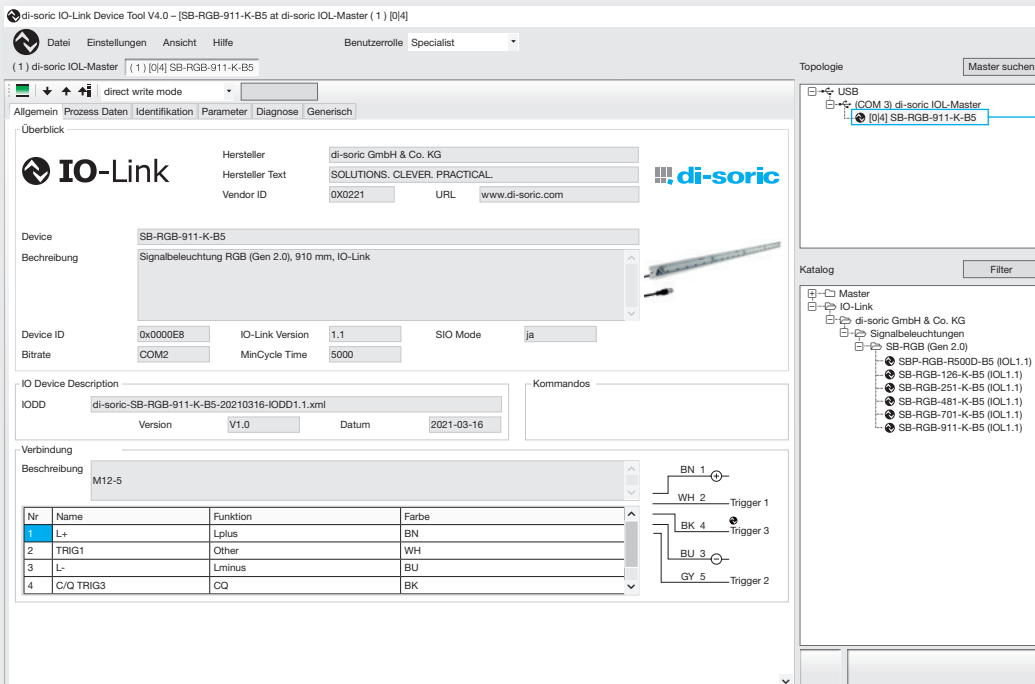 di-soric IO-Link Device Tool V4.0 – [SB-RGB-911-K-B5 at di-soric IOL-Master ( 1 ) [0|4]
Datei Einstellungen Ansicht Hilfe Benutzerrolle Specialist
( 1 ) di-soric IOL-Master ( 1 ) [0|4] SB-RGB-911-K-B5
direct write mode
Allgemein Prozess Daten Identifikation Parameter Diagnose Generisch
Überblick
IO-Link
Hersteller di-soric GmbH & Co. KG
Hersteller Text SOLUTIONS. CLEVER. PRACTICAL.
Vendor ID 0X0221 URL www.di-soric.com
di-soric
Device SB-RGB-911-K-B5
Bechreibung Signalbeleuchtung RGB (Gen 2.0), 910 mm, IO-Link
Device ID 0x0000E8 IO-Link Version 1.1 SIO Mode ja
Bitrate COM2 MinCycle Time 5000
IO Device Description
IODD di-soric-SB-RGB-911-K-B5-20210316-IODD1.1.xml
Version V1.0 Datum 2021-03-16
Kommandos
Verbindung
Beschreibung M12-5
Nr Name Funktion Farbe
1 L+ Lplus BN
2 TRIG1 Other WH
3 L- Lminus BU
4 C/Q TRIG3 CQ BK
BN 1
WH 2 Trigger 1
BK 4 Trigger 3
BU 3
GY 5 Trigger 2
Topologie Master suchen
USB
(COM 3) di-soric IOL-Master
[0|4] SB-RGB-911-K-B5
Katalog Filter
Master
IO-Link
di-soric GmbH & Co. KG
Signalbeleuchtungen
SB-RGB (Gen 2.0)
SBP-RGB-R500D-B5 (IOL1.1)
SB-RGB-126-K-B5 (IOL1.1)
SB-RGB-251-K-B5 (IOL1.1)
SB-RGB-481-K-B5 (IOL1.1)
SB-RGB-701-K-B5 (IOL1.1)
SB-RGB-911-K-B5 (IOL1.1)